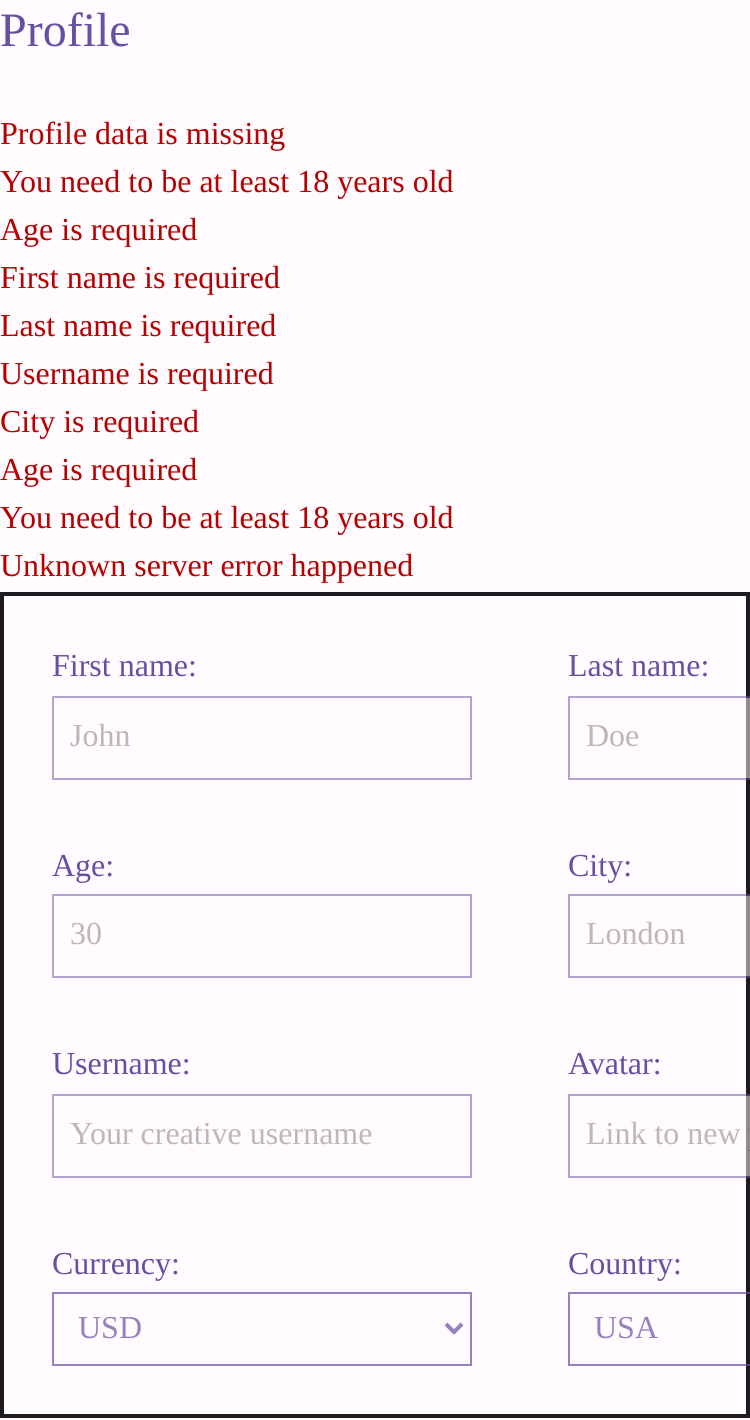 Profile
Profile data is missing
You need to be at least 18 years old
Age is required
First name is required
Last name is required
Username is required
City is required
Age is required
You need to be at least 18 years old
Unknown server error happened
First name: Last name:
John Doe
Age: City:
30 London
Username: Avatar:
Your creative username Link to new
Currency: Country:
USD USA